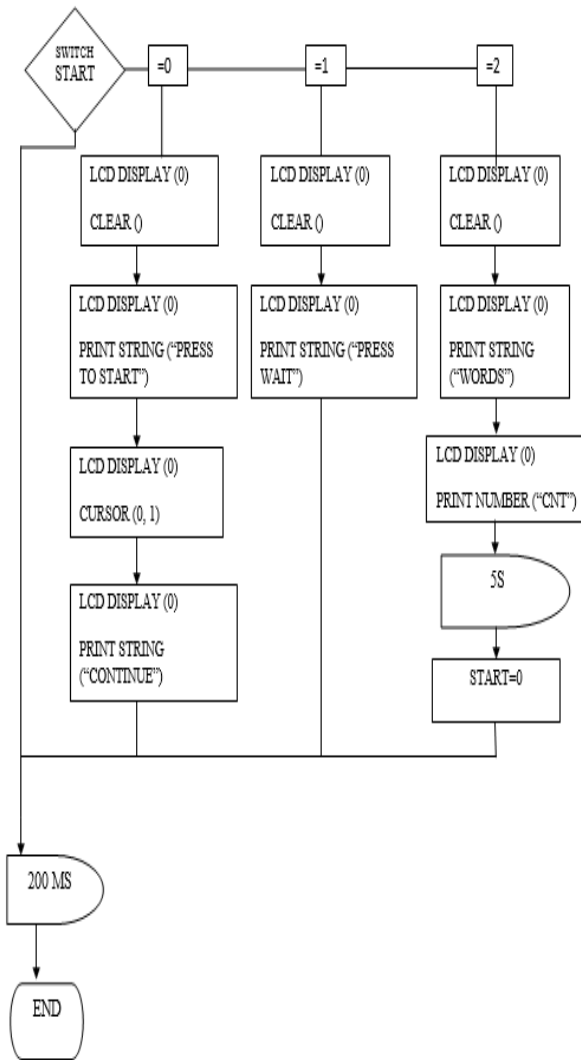 SWITCH
START
=0
=1
=2
LCD DISPLAY (0)
CLEAR ()
LCD DISPLAY (0)
PRINT STRING (“PRESS
TO START”)
LCD DISPLAY (0)
CURSOR (0, 1)
LCD DISPLAY (0)
PRINT STRING
(“CONTINUE”)
LCD DISPLAY (0)
CLEAR ()
LCD DISPLAY (0)
PRINT STRING (“PRESS
WAIT”)
LCD DISPLAY (0)
CLEAR ()
LCD DISPLAY (0)
PRINT STRING
(“WORDS”)
LCD DISPLAY (0)
PRINT NUMBER (“CNT”)
5S
START=0
200 MS
END